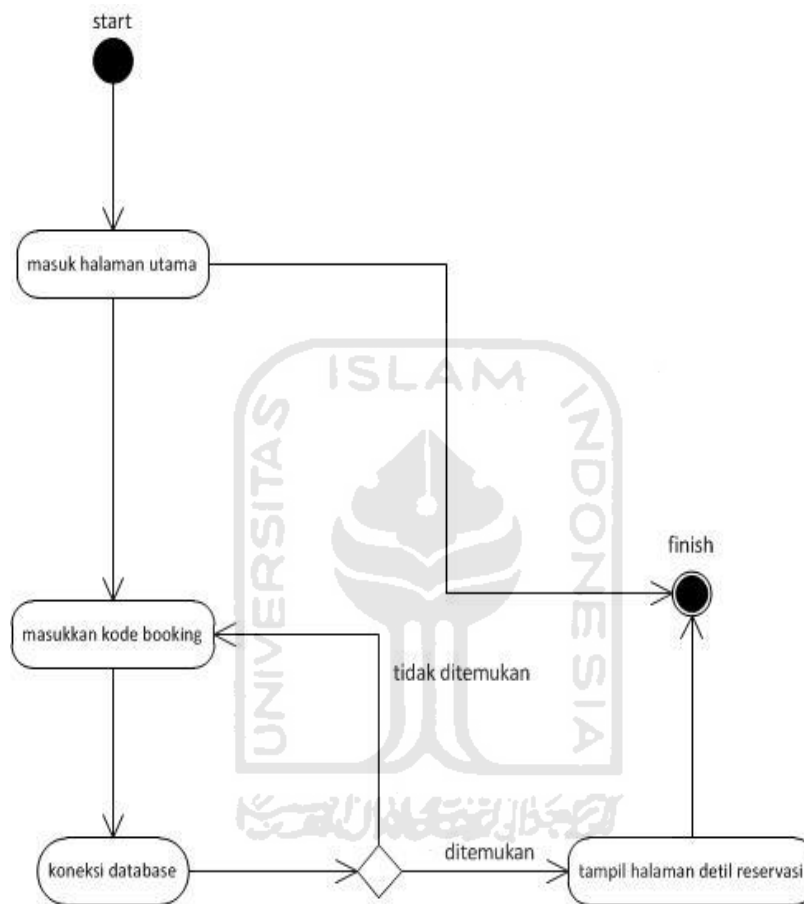 start
masuk halaman utama
ISLAM
UNIVERSITAS
INDONESIA
finish
masukkan kode booking
tidak ditemukan
koneksi database
ditemukan
tampil halaman detil reservasi